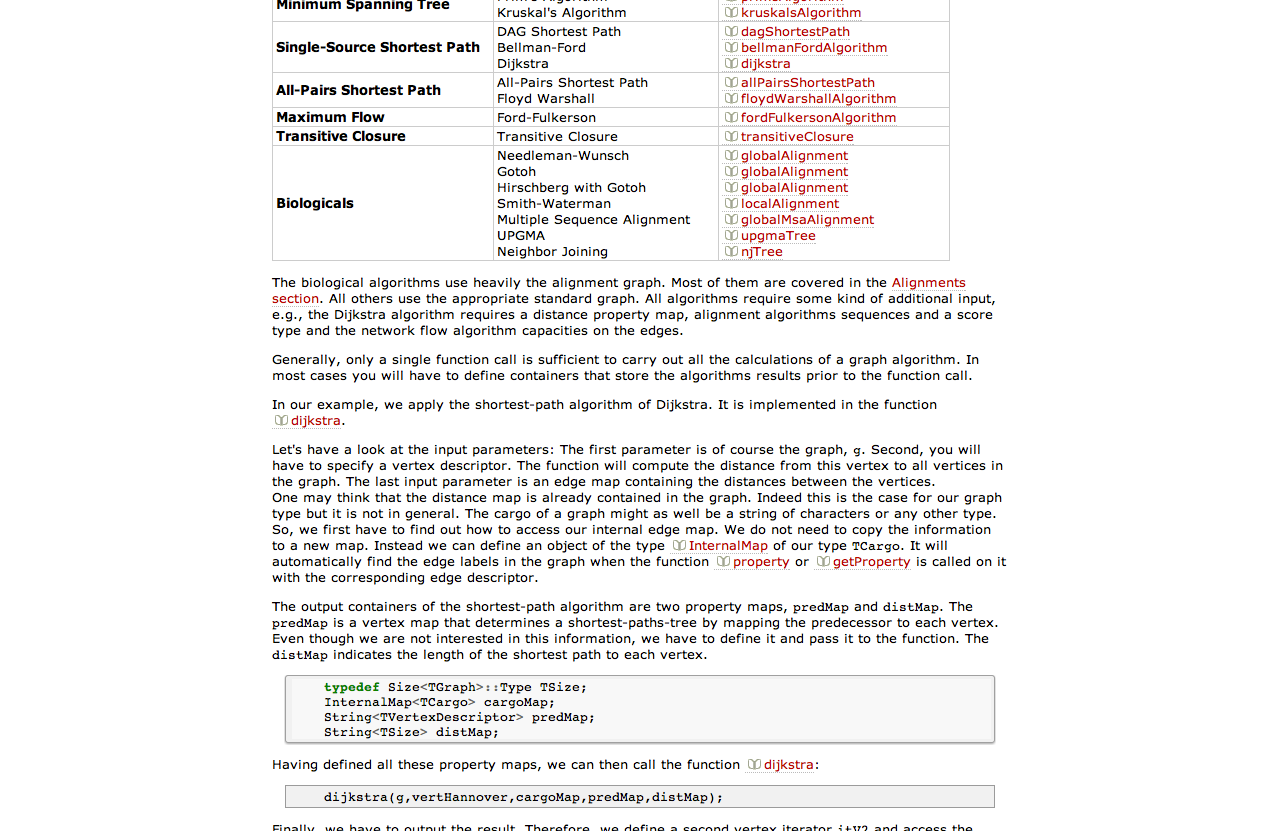 Minimum Spanning Tree
Kruskal's Algorithm kruskalsAlgorithm
DAG Shortest Path dagShortestPath
Single-Source Shortest Path Bellman-Ford bellmanFordAlgorithm
Dijkstra dijkstra
All-Pairs Shortest Path All-Pairs Shortest Path allPairsShortestPath
Floyd Warshall floydWarshallAlgorithm
Maximum Flow Ford-Fulkerson fordFulkersonAlgorithm
Transitive Closure Transitive Closure transitiveClosure
Needleman-Wunsch globalAlignment
Gotoh globalAlignment
Hirschberg with Gotoh globalAlignment
Biologicals Smith-Waterman localAlignment
Multiple Sequence Alignment globalMsaAlignment
UPGMA upgmaTree
Neighbor Joining njTree
The biological algorithms use heavily the alignment graph. Most of them are covered in the Alignments
section. All others use the appropriate standard graph. All algorithms require some kind of additional input,
e.g., the Dijkstra algorithm requires a distance property map, alignment algorithms sequences and a score
type and the network flow algorithm capacities on the edges.
Generally, only a single function call is sufficient to carry out all the calculations of a graph algorithm. In
most cases you will have to define containers that store the algorithms results prior to the function call.
In our example, we apply the shortest-path algorithm of Dijkstra. It is implemented in the function
dijkstra.
Let's have a look at the input parameters: The first parameter is of course the graph, g. Second, you will
have to specify a vertex descriptor. The function will compute the distance from this vertex to all vertices in
the graph. The last input parameter is an edge map containing the distances between the vertices.
One may think that the distance map is already contained in the graph. Indeed this is the case for our graph
type but it is not in general. The cargo of a graph might as well be a string of characters or any other type.
So, we first have to find out how to access our internal edge map. We do not need to copy the information
to a new map. Instead we can define an object of the type InternalMap of our type TCargo. It will
automatically find the edge labels in the graph when the function property or getProperty is called on it
with the corresponding edge descriptor.
The output containers of the shortest-path algorithm are two property maps, predMap and distMap. The
predMap is a vertex map that determines a shortest-paths-tree by mapping the predecessor to each vertex.
Even though we are not interested in this information, we have to define it and pass it to the function. The
distMap indicates the length of the shortest path to each vertex.
typedef Size<TGraph>::Type TSize;
InternalMap<TCargo> cargoMap;
String<TVertexDescriptor> predMap;
String<TSize> distMap;
Having defined all these property maps, we can then call the function dijkstra:
dijkstra(g,vertHannover,cargoMap,predMap,distMap);
Finally, we have to output the result. Therefore, we define a second vertex iterator itV2 and access the